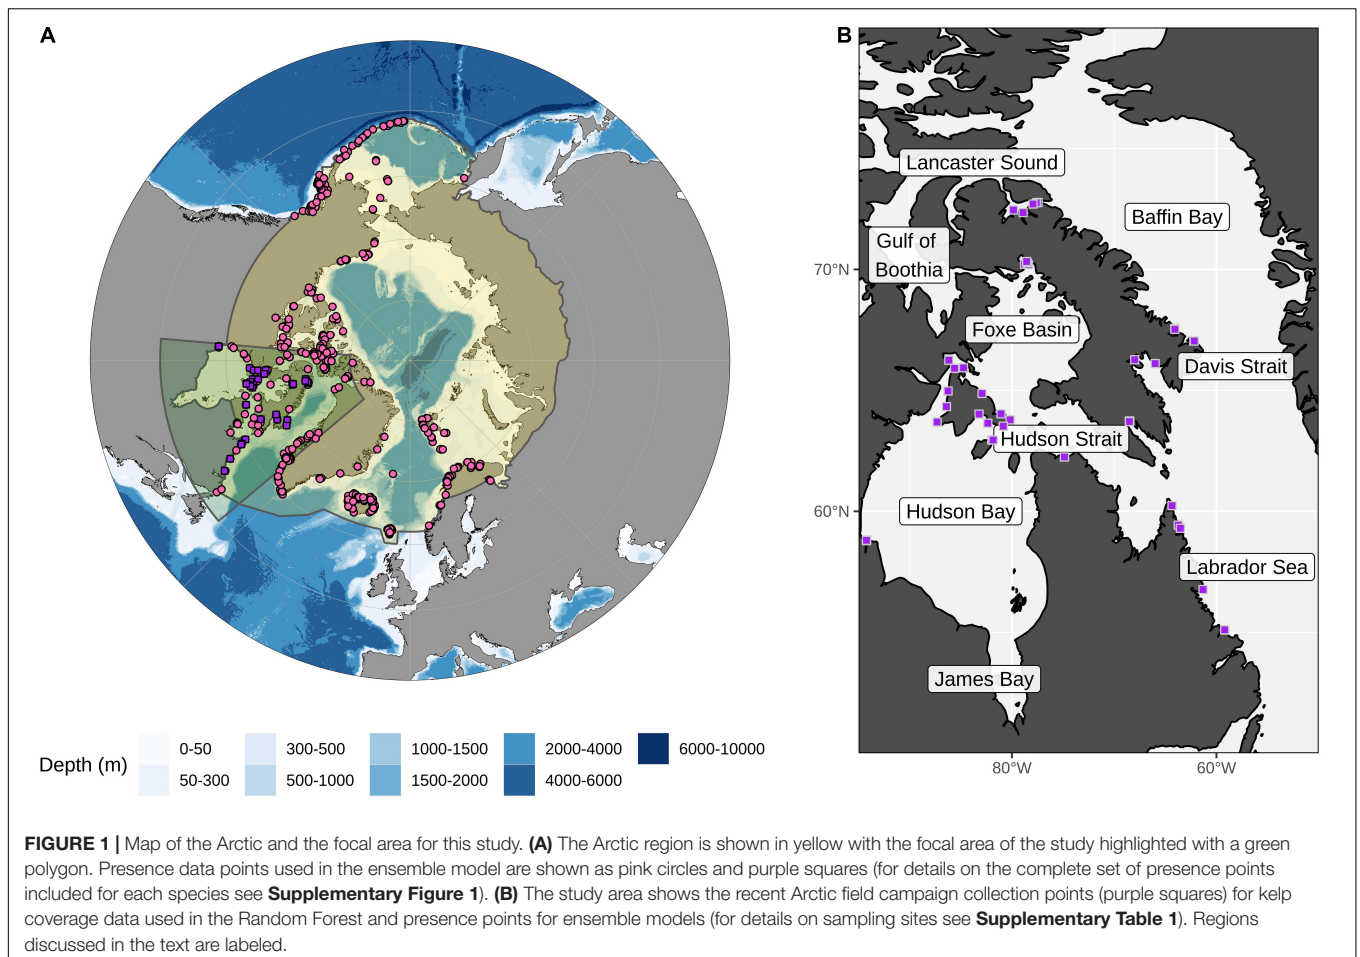 A
B
Lancaster Sound
Baffin Bay
Gulf of
Boothia
70°N
Foxe Basin
Davis Strait
Hudson Strait
60°N
Hudson Bay
Labrador Sea
James Bay
80°W
60°W
Depth (m)
0-50
300-500
1000-1500
2000-4000
6000-10000
50-300
500-1000
1500-2000
4000-6000
FIGURE 1 | Map of the Arctic and the focal area for this study. (A) The Arctic region is shown in yellow with the focal area of the study highlighted with a green
polygon. Presence data points used in the ensemble model are shown as pink circles and purple squares (for details on the complete set of presence points
included for each species see Supplementary Figure 1). (B) The study area shows the recent Arctic field campaign collection points (purple squares) for kelp
coverage data used in the Random Forest and presence points for ensemble models (for details on sampling sites see Supplementary Table 1). Regions
discussed in the text are labeled.